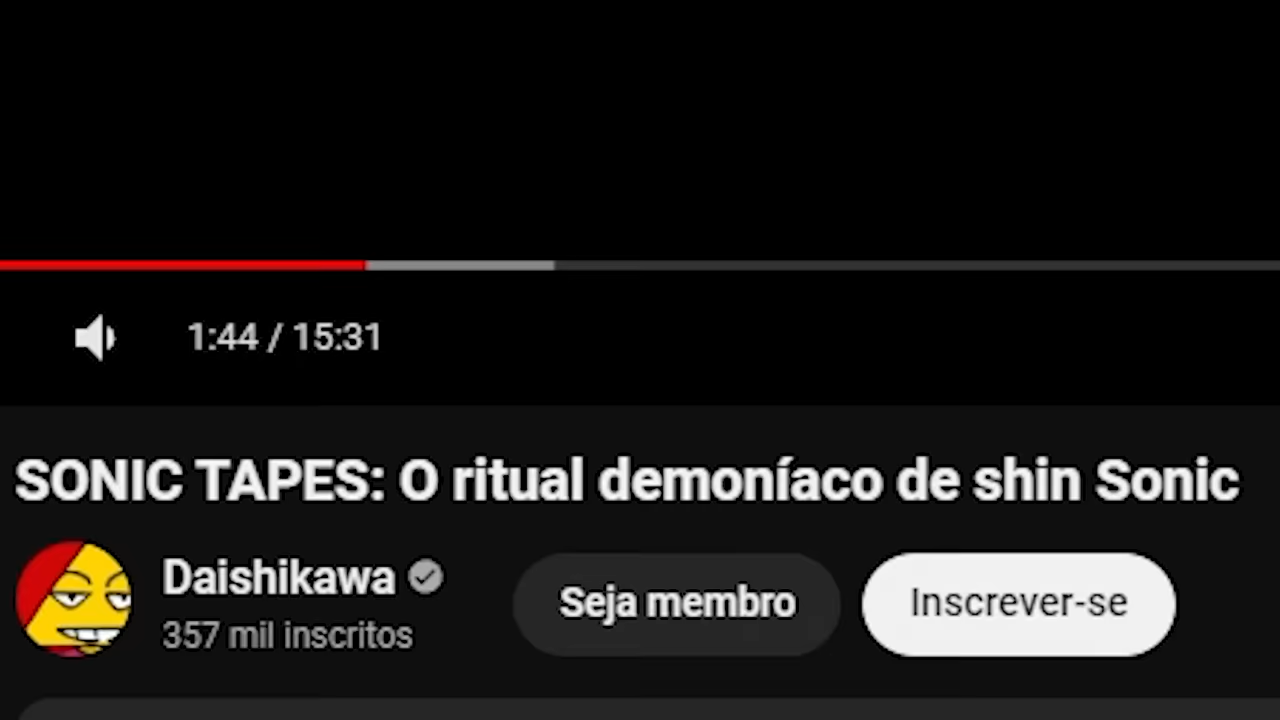 1:44 / 15:31
SONIC TAPES: O ritual demoníaco de shin Sonic
Daishikawa
357 mil inscritos
Seja membro
Inscrever-se